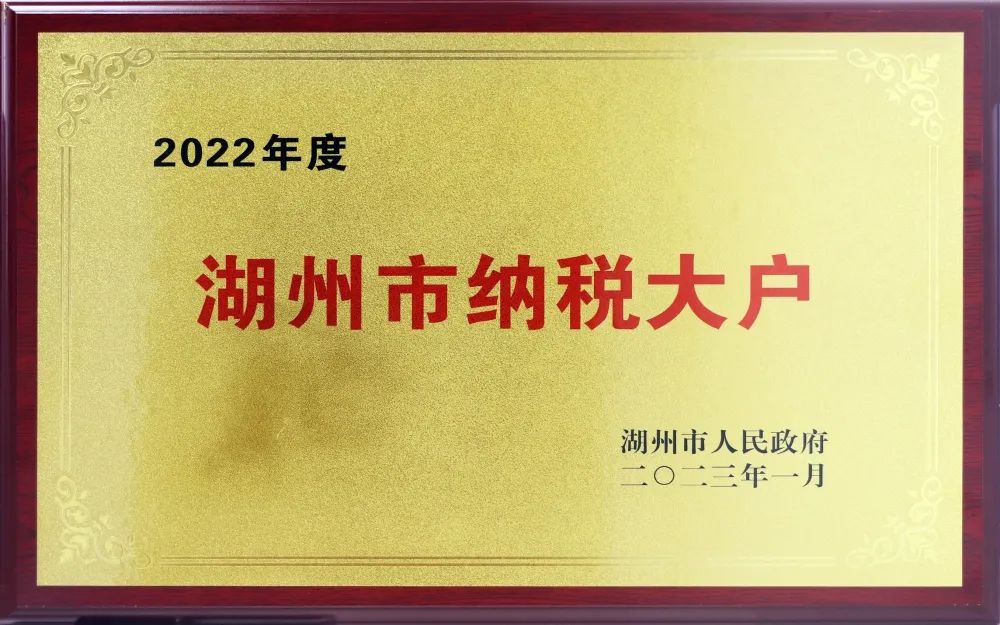 2022年度
湖州市纳税大户
湖州市人民政府
二〇二三年一月